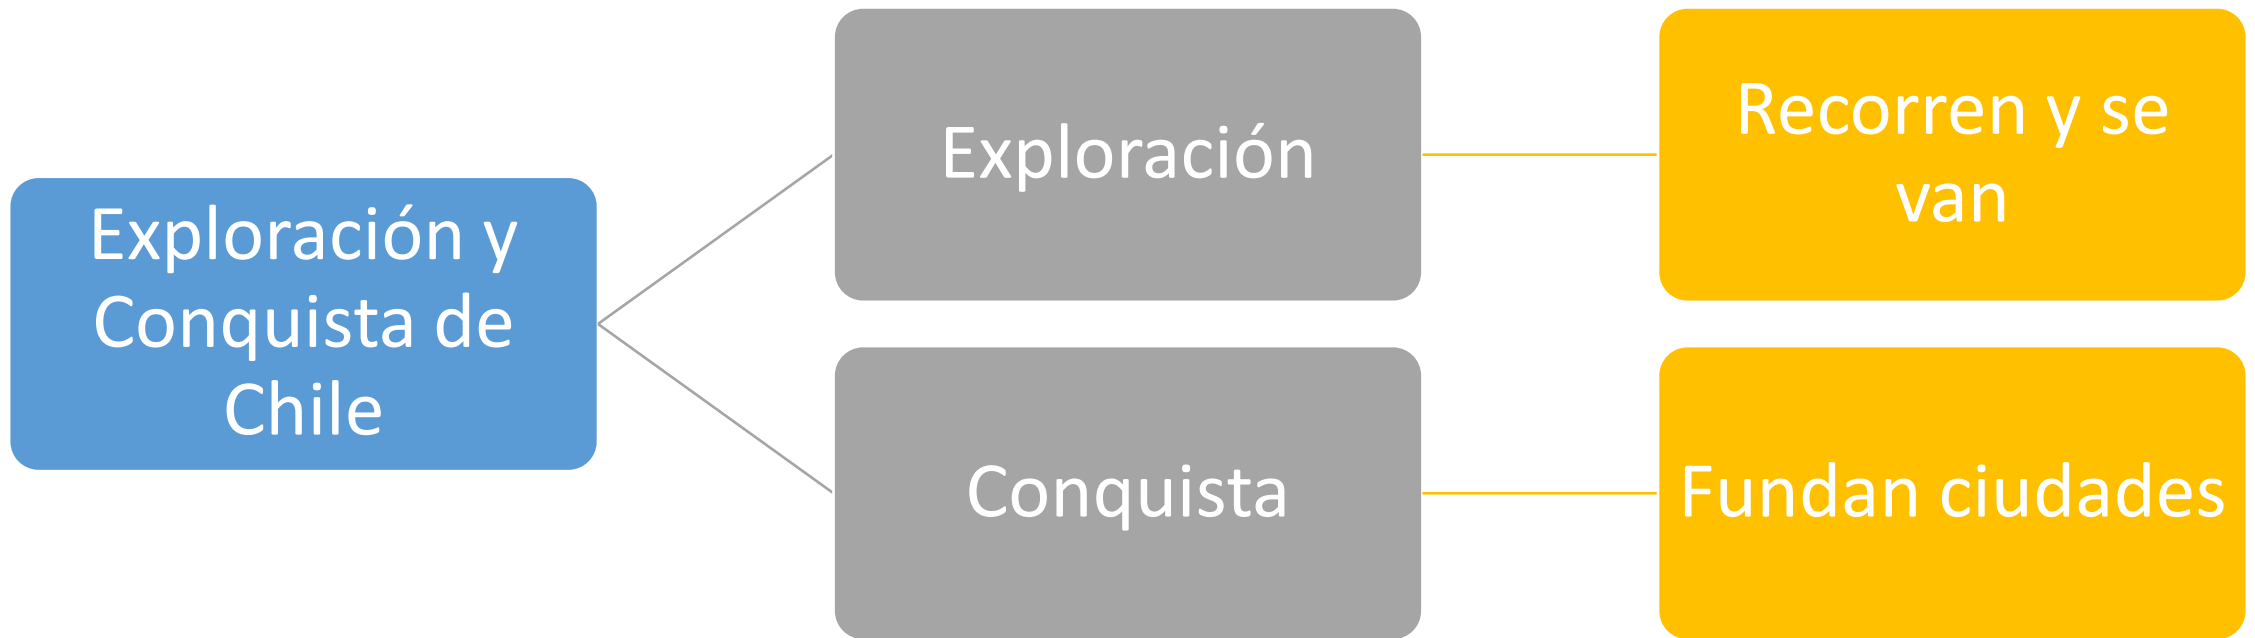 Exploración y
Conquista de
Chile
Exploración
Recorren y se
van
Conquista
Fundan ciudades